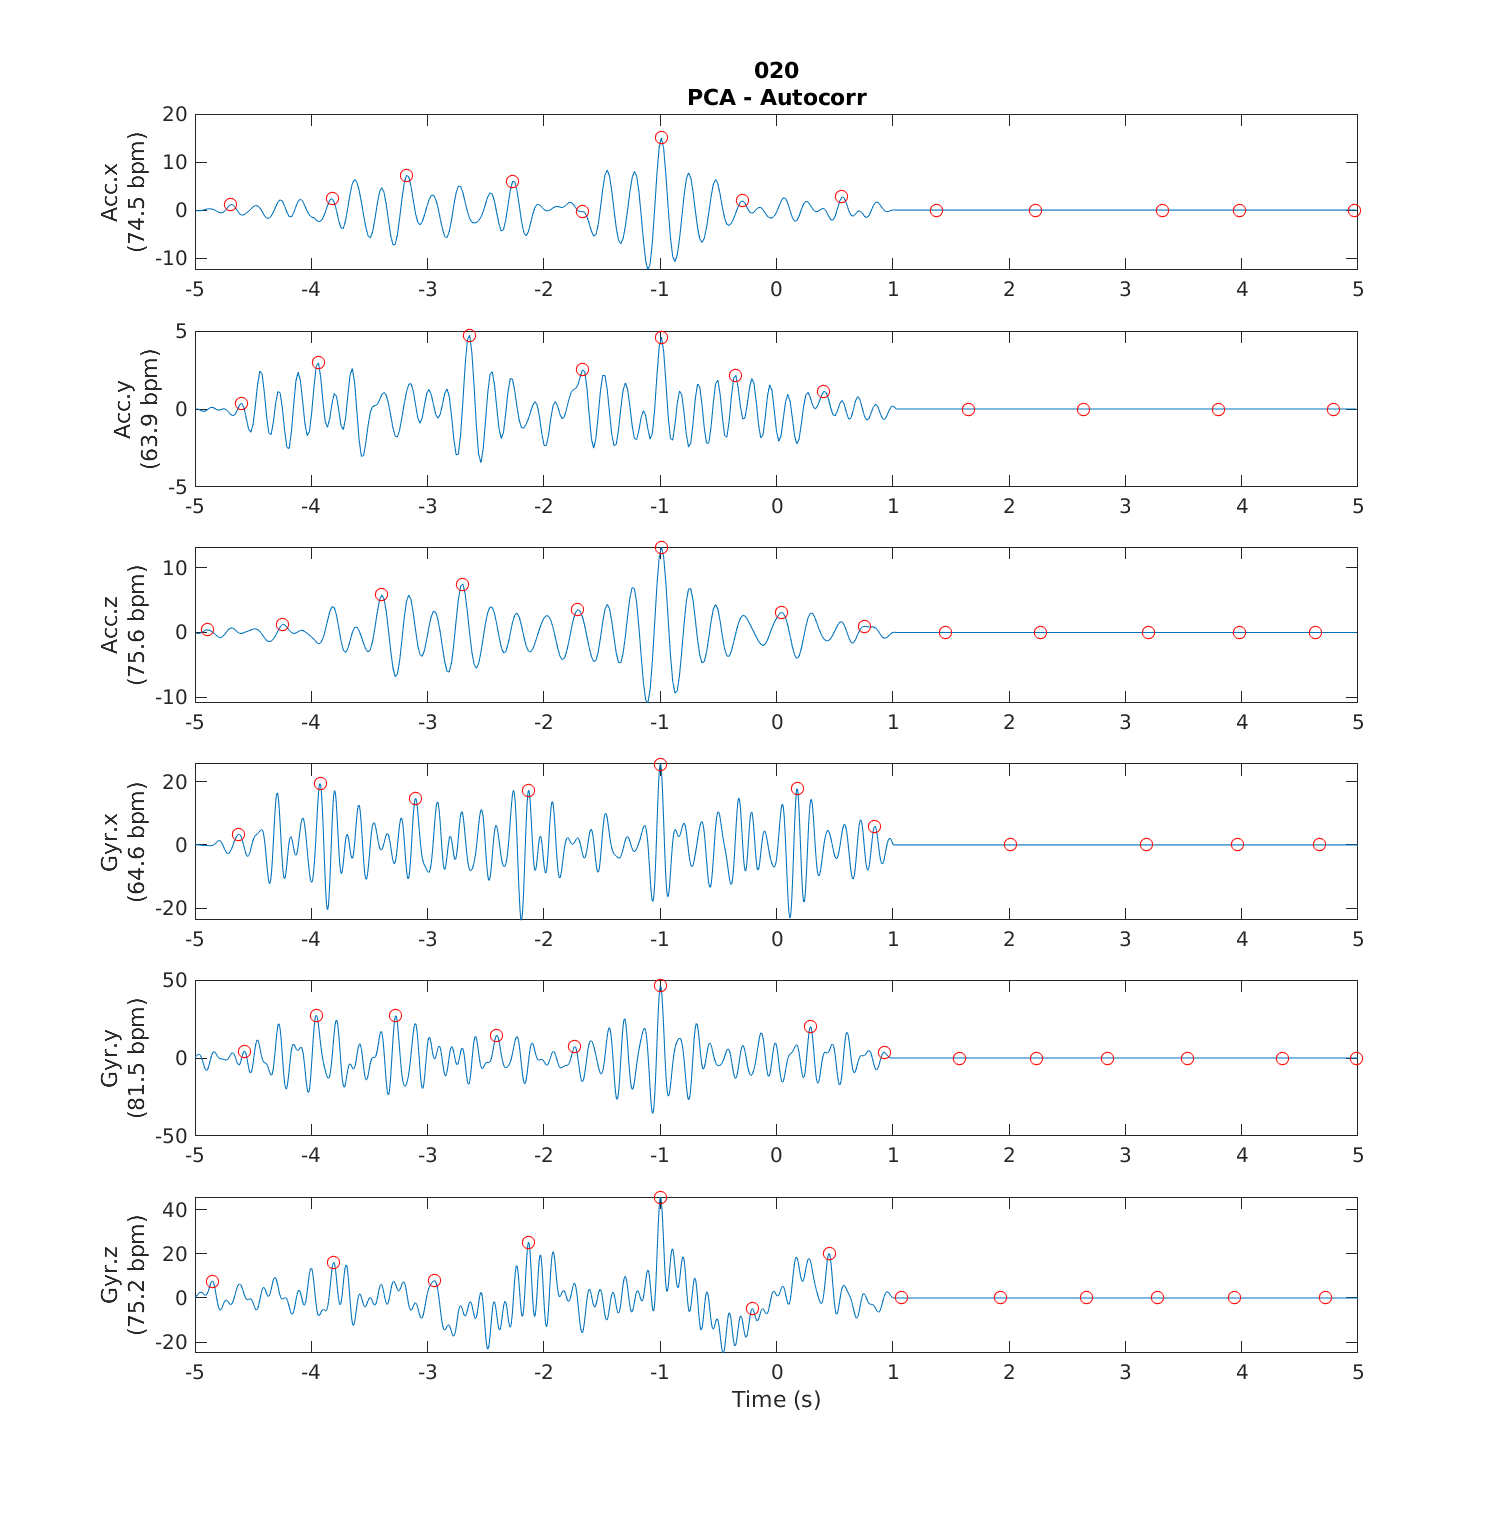 020
PCA - Autocorr
Acc.x
(74.5 bpm)
20
10
0
-10
-5 -4 -3 -2 -1 0 1 2 3 4 5
Acc.y
(63.9 bpm)
5
0
-5
-5 -4 -3 -2 -1 0 1 2 3 4 5
Acc.z
(75.6 bpm)
10
0
-10
-5 -4 -3 -2 -1 0 1 2 3 4 5
Gyr.x
(64.6 bpm)
20
0
-20
-5 -4 -3 -2 -1 0 1 2 3 4 5
Gyr.y
(81.5 bpm)
50
0
-50
-5 -4 -3 -2 -1 0 1 2 3 4 5
Gyr.z
(75.2 bpm)
40
20
0
-20
-5 -4 -3 -2 -1 0 1 2 3 4 5
Time (s)